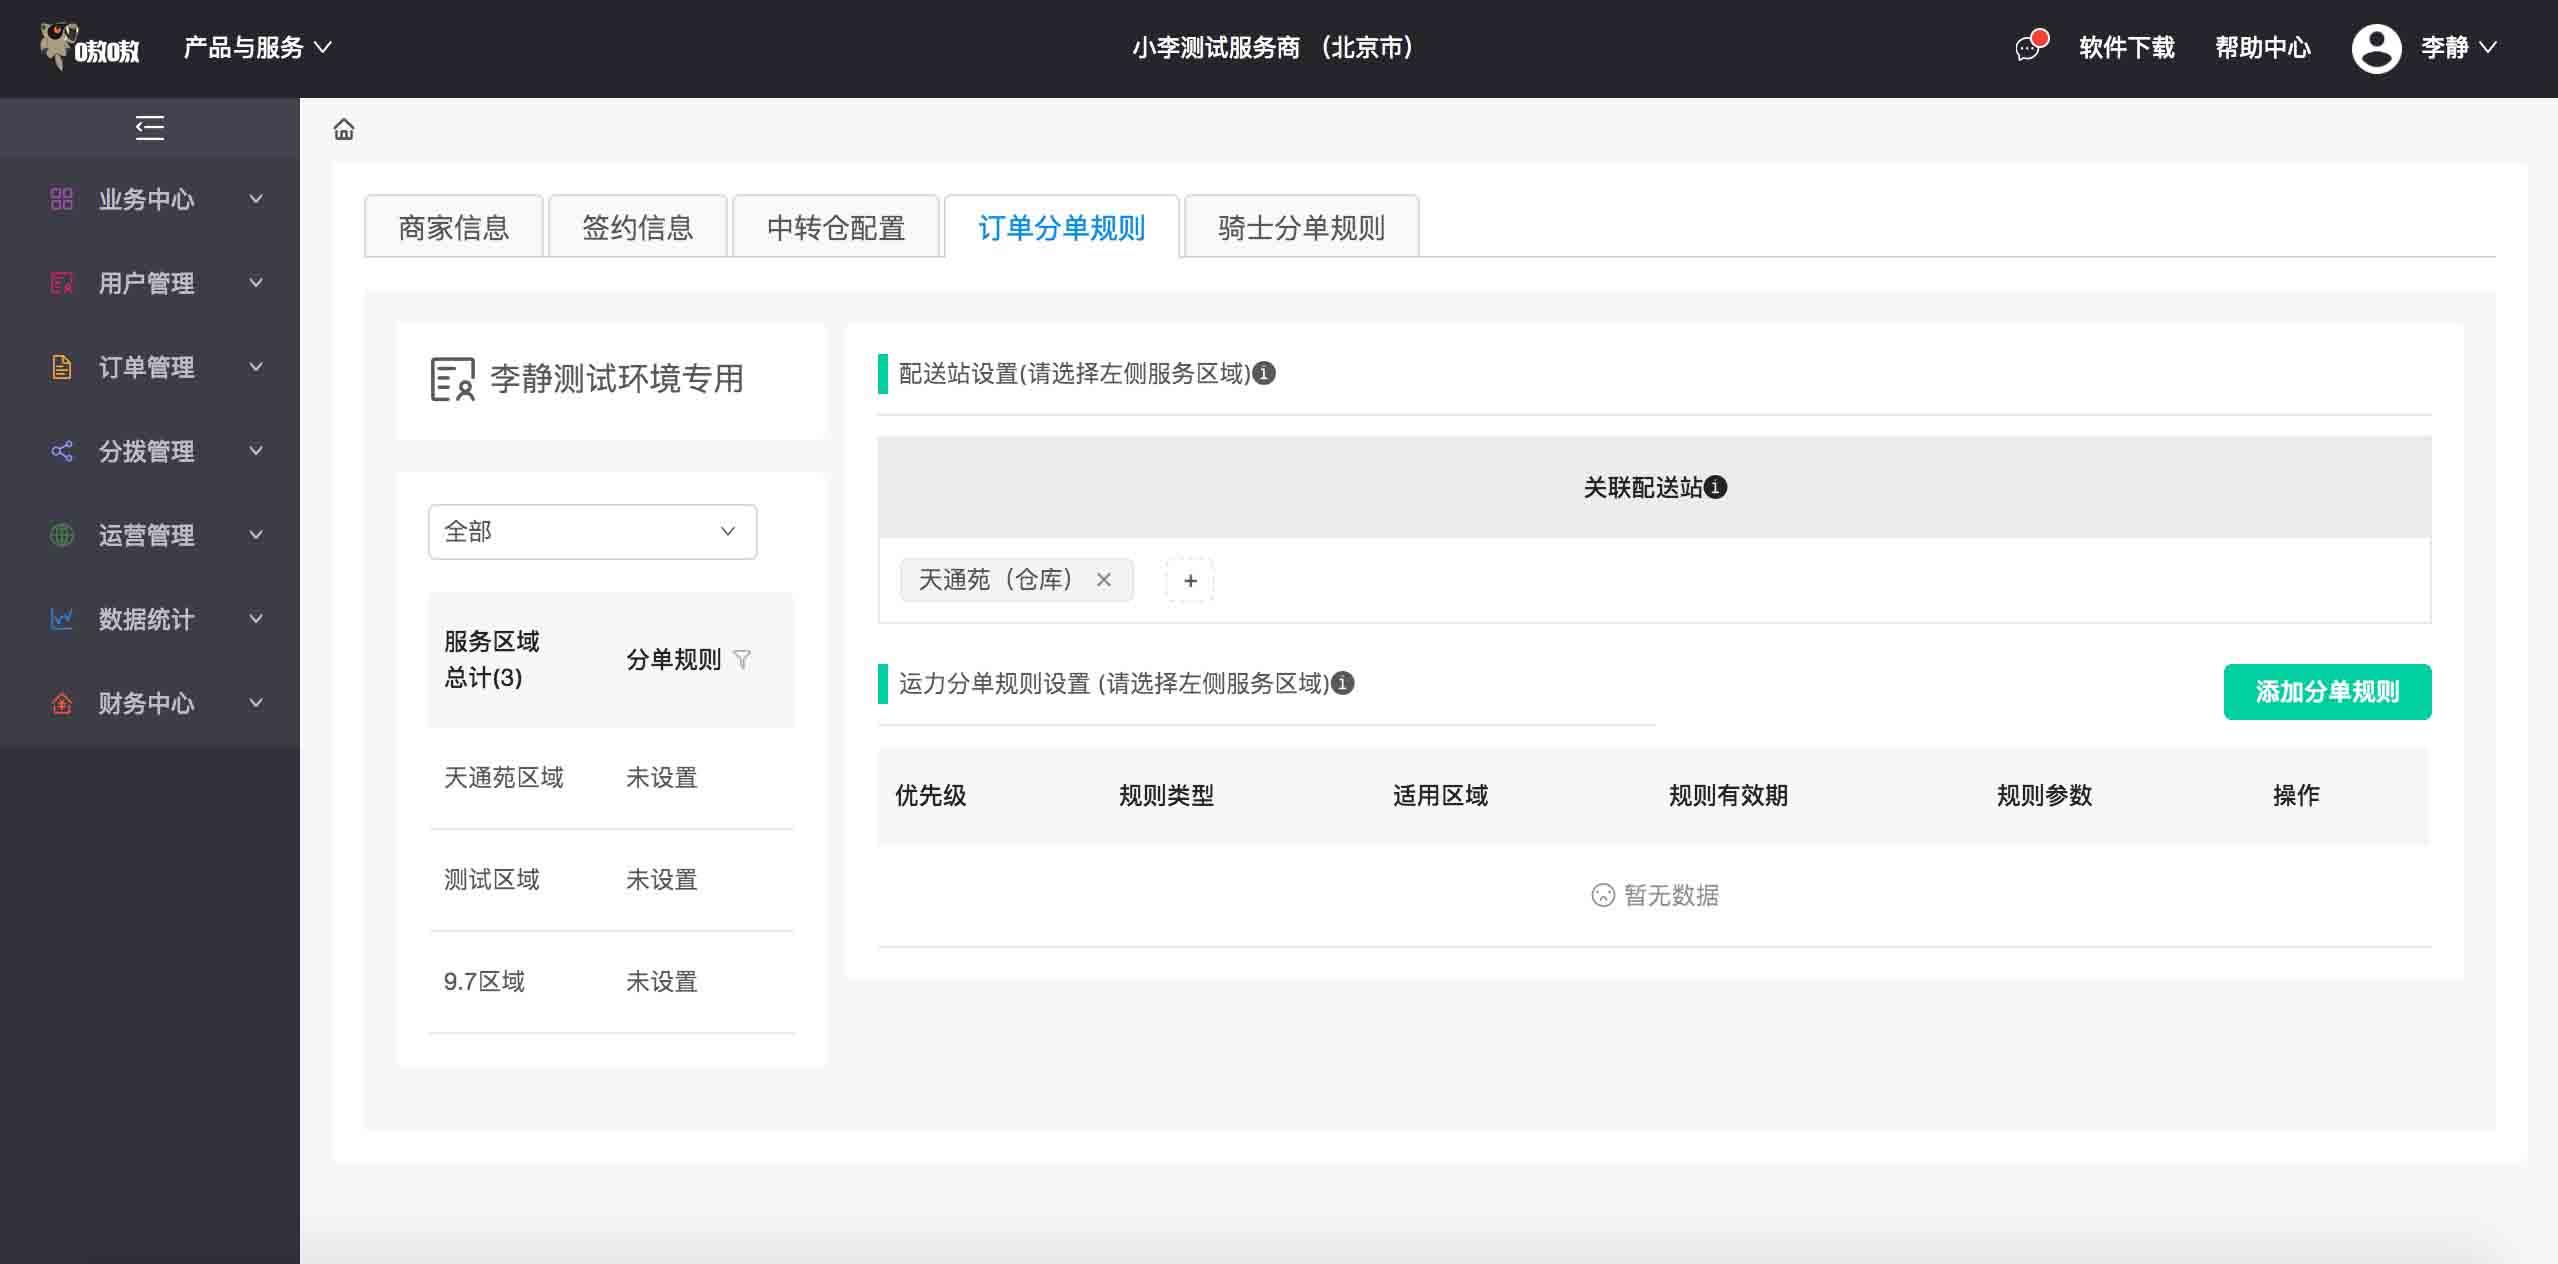 嗷嗷
产品与服务
小李测试服务商 （北京市）
软件下载
帮助中心
李静
业务中心
用户管理
订单管理
分拨管理
运营管理
数据统计
财务中心
商家信息
签约信息
中转仓配置
订单分单规则
骑士分单规则
李静测试环境专用
全部
服务区域
总计(3)
分单规则
天通苑区域 未设置
测试区域 未设置
9.7区域 未设置
配送站设置(请选择左侧服务区域)
关联配送站
天通苑（仓库） ×
+
运力分单规则设置 (请选择左侧服务区域)
添加分单规则
优先级 规则类型 适用区域 规则有效期 规则参数 操作
暂无数据